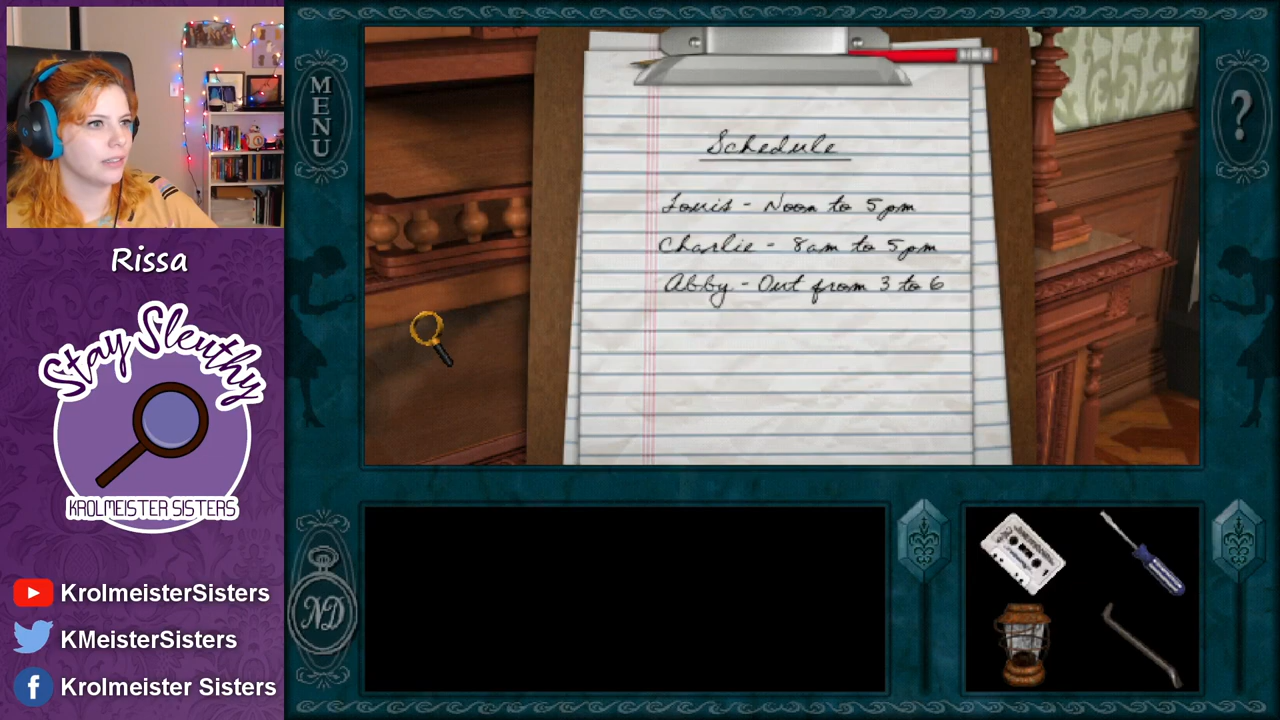 Rissa
Stay Sleuthy
KROLMEISTER SISTERS
KrolmeisterSisters
KMeisterSisters
Krolmeister Sisters
MENU
?
Schedule
Louis - Noon to 5pm
Charlie - 8am to 5pm
Abby - Out from 3 to 6
ND